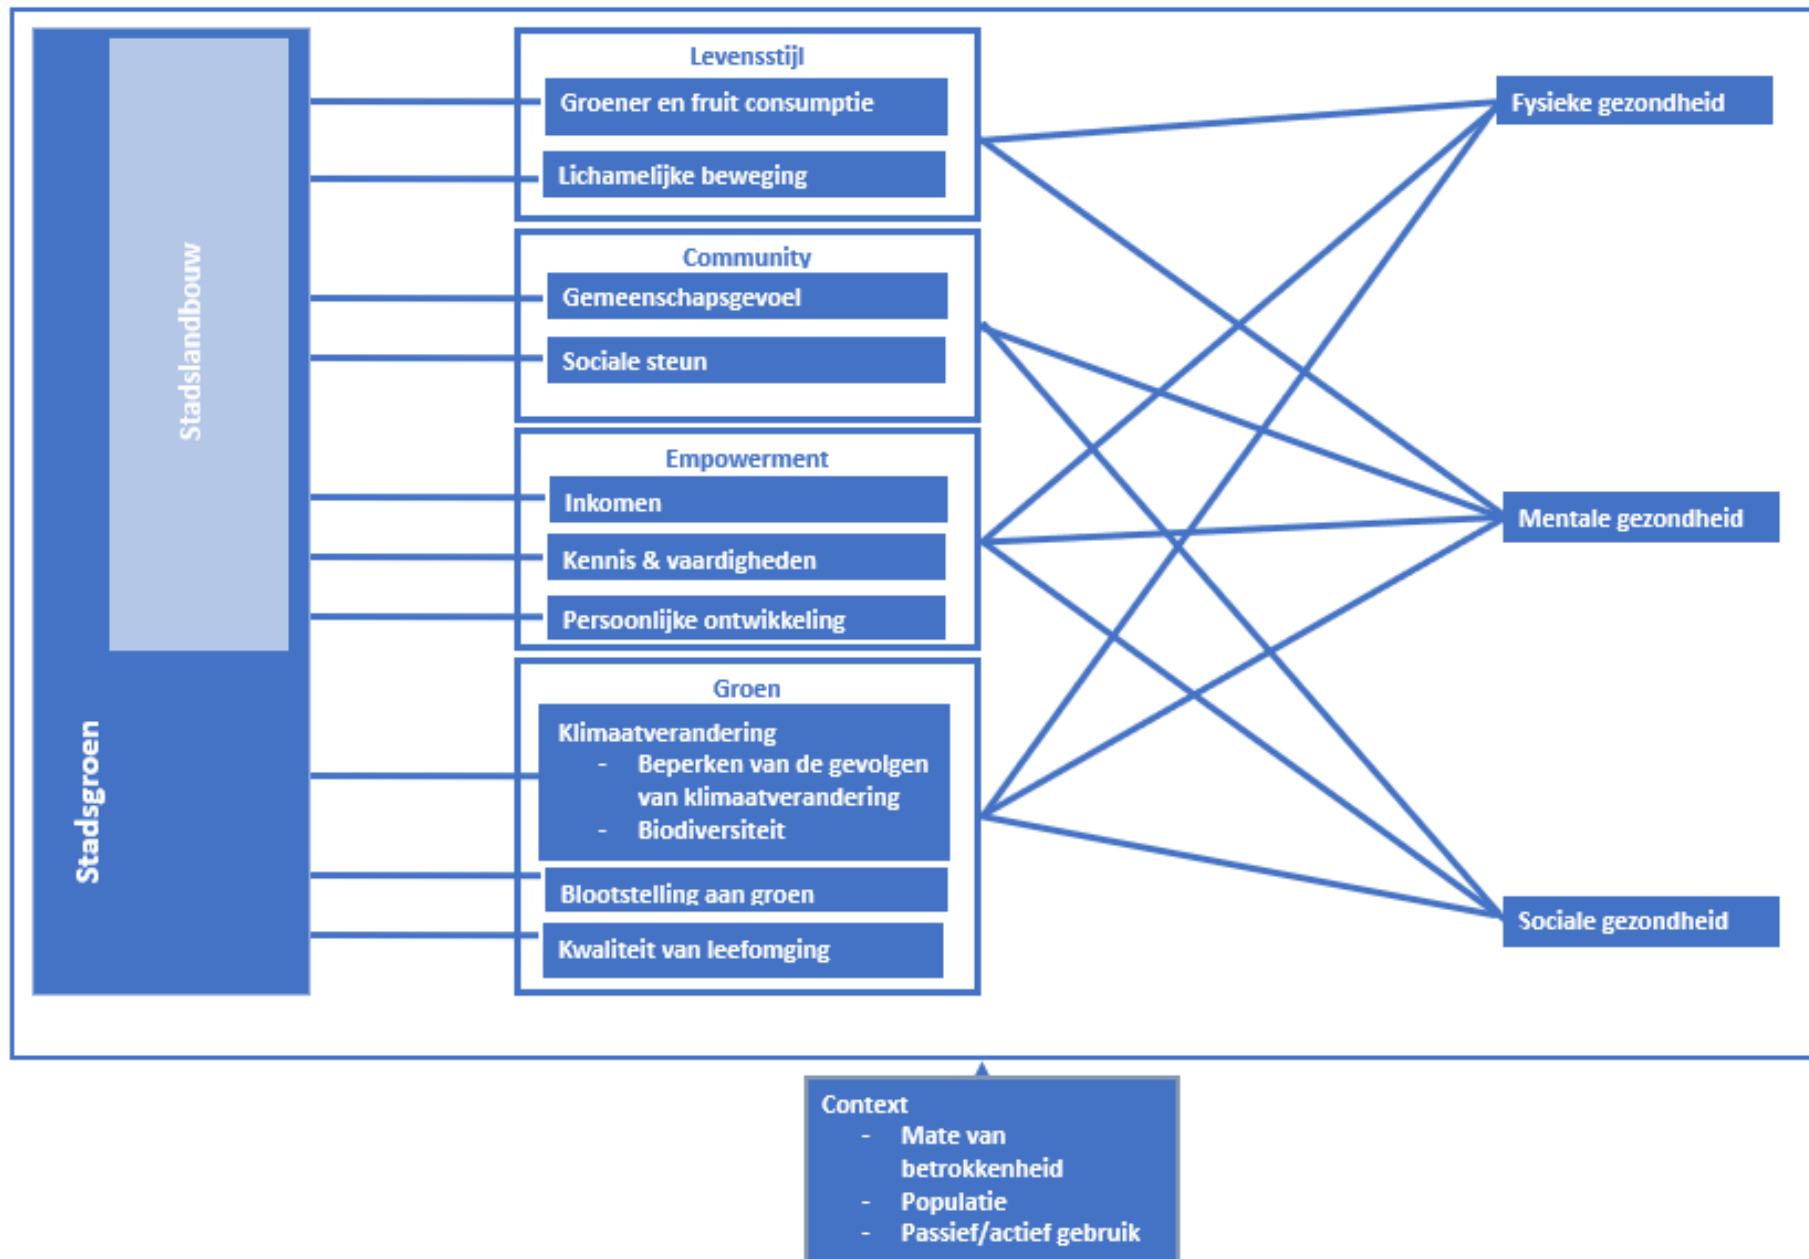 Stadsgroen
Stadslandbouw
Levensstijl
Groener en fruit consumptie
Lichamelijke beweging
Community
Gemeenschapsgevoel
Sociale steun
Empowerment
Inkomen
Kennis & vaardigheden
Persoonlijke ontwikkeling
Groen
Klimaatverandering
- Beperken van de gevolgen
van klimaatverandering
- Biodiversiteit
Blootstelling aan groen
Kwaliteit van leefomging
Fysieke gezondheid
Mentale gezondheid
Sociale gezondheid
Context
- Mate van
betrokkenheid
- Populatie
- Passief/actief gebruik